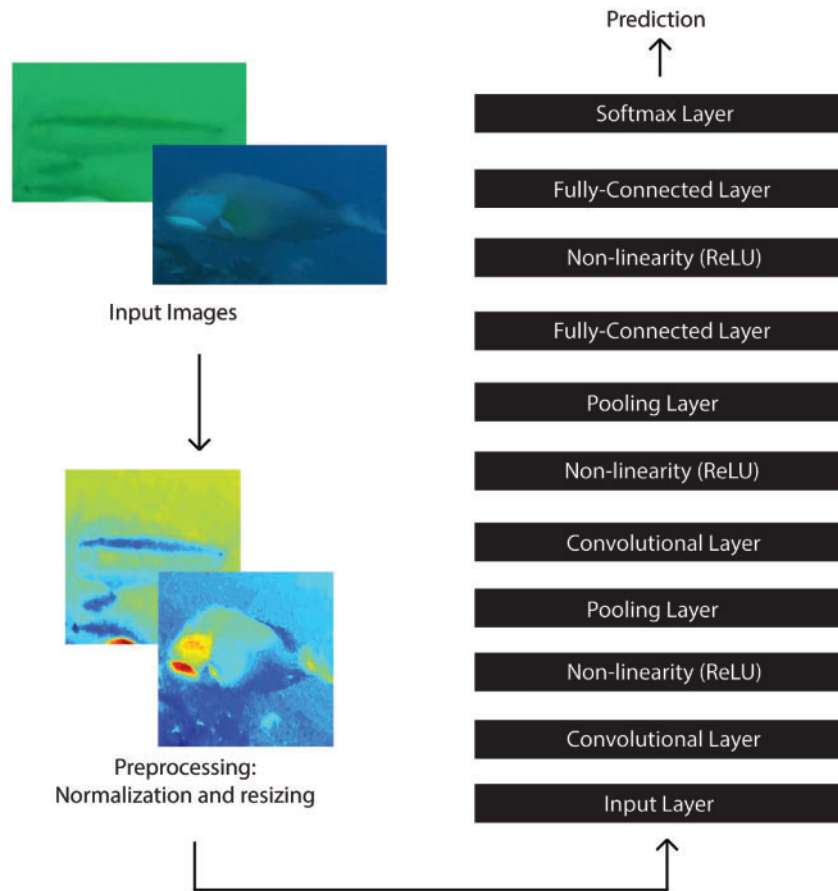 Input Images
Preprocessing:
Normalization and resizing
Prediction
Softmax Layer
Fully-Connected Layer
Non-linearity (ReLU)
Fully-Connected Layer
Pooling Layer
Non-linearity (ReLU)
Convolutional Layer
Pooling Layer
Non-linearity (ReLU)
Convolutional Layer
Input Layer